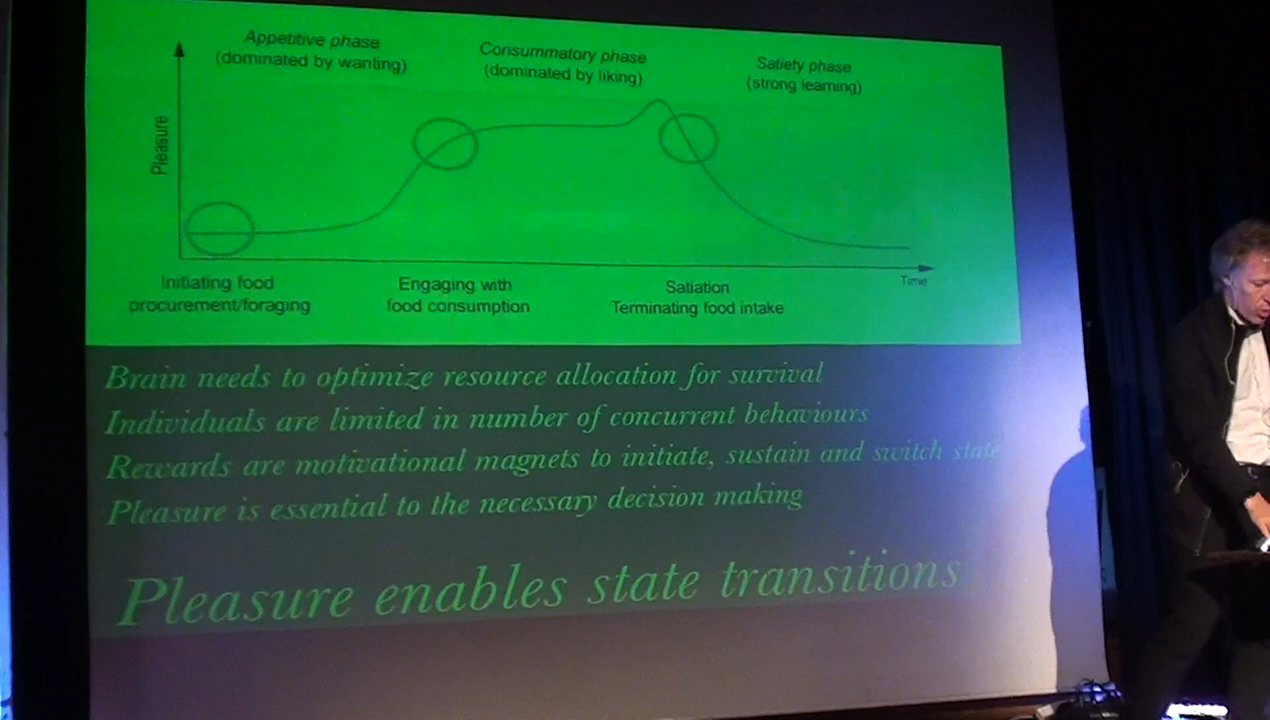 Appetitive phase
(dominated by wanting)
Consummatory phase
(dominated by liking)
Satiety phase
(strong learning)
Pleasure
Time
Initiating food
procurement/foraging
Engaging with
food consumption
Satiation
Terminating food intake
Brain needs to optimize resource allocation for survival
Individuals are limited in number of concurrent behaviours
Rewards are motivational magnets to initiate, sustain and switch state
Pleasure is essential to the necessary decision making
Pleasure enables state transitions